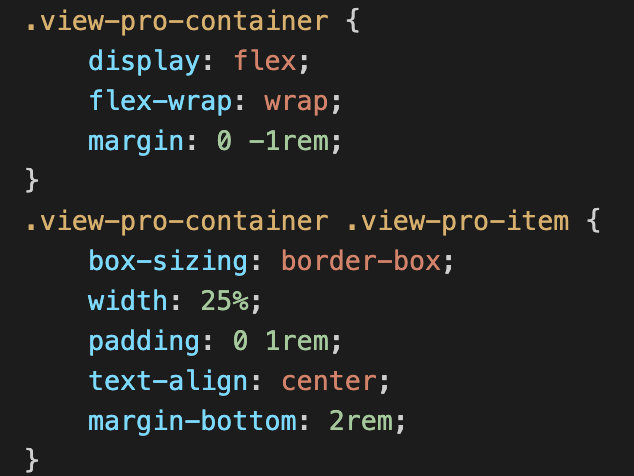 .view-pro-container {
    display: flex;
    flex-wrap: wrap;
    margin: 0 -1rem;
}
.view-pro-container .view-pro-item {
    box-sizing: border-box;
    width: 25%;
    padding: 0 1rem;
    text-align: center;
    margin-bottom: 2rem;
}